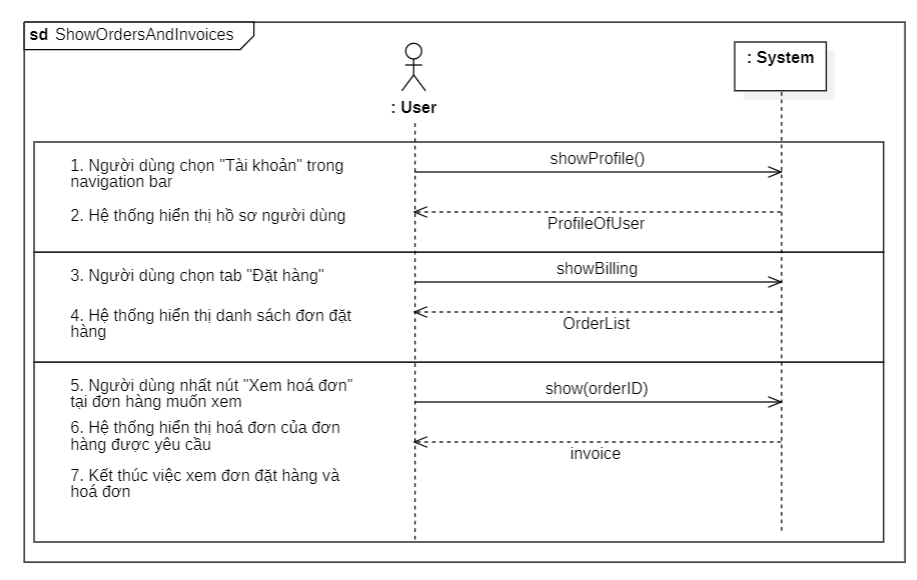 sd ShowOrdersAndInvoices
: User
: System
1. Người dùng chọn "Tài khoản" trong
navigation bar
showProfile()
2. Hệ thống hiển thị hồ sơ người dùng
ProfileOfUser
3. Người dùng chọn tab "Đặt hàng"
showBilling
4. Hệ thống hiển thị danh sách đơn đặt
hàng
OrderList
5. Người dùng nhất nút "Xem hoá đơn"
tại đơn hàng muốn xem
show(orderID)
6. Hệ thống hiển thị hoá đơn của đơn
hàng được yêu cầu
invoice
7. Kết thúc việc xem đơn đặt hàng và
hoá đơn